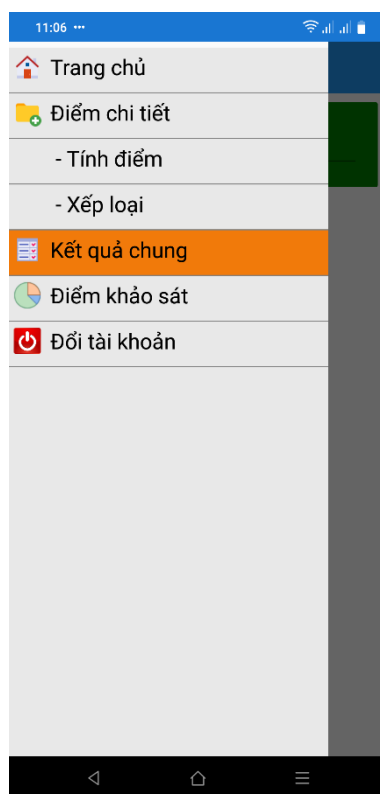 11:06 ···
Trang chủ
Điểm chi tiết
- Tính điểm
- Xếp loại
Kết quả chung
Điểm khảo sát
Đổi tài khoản